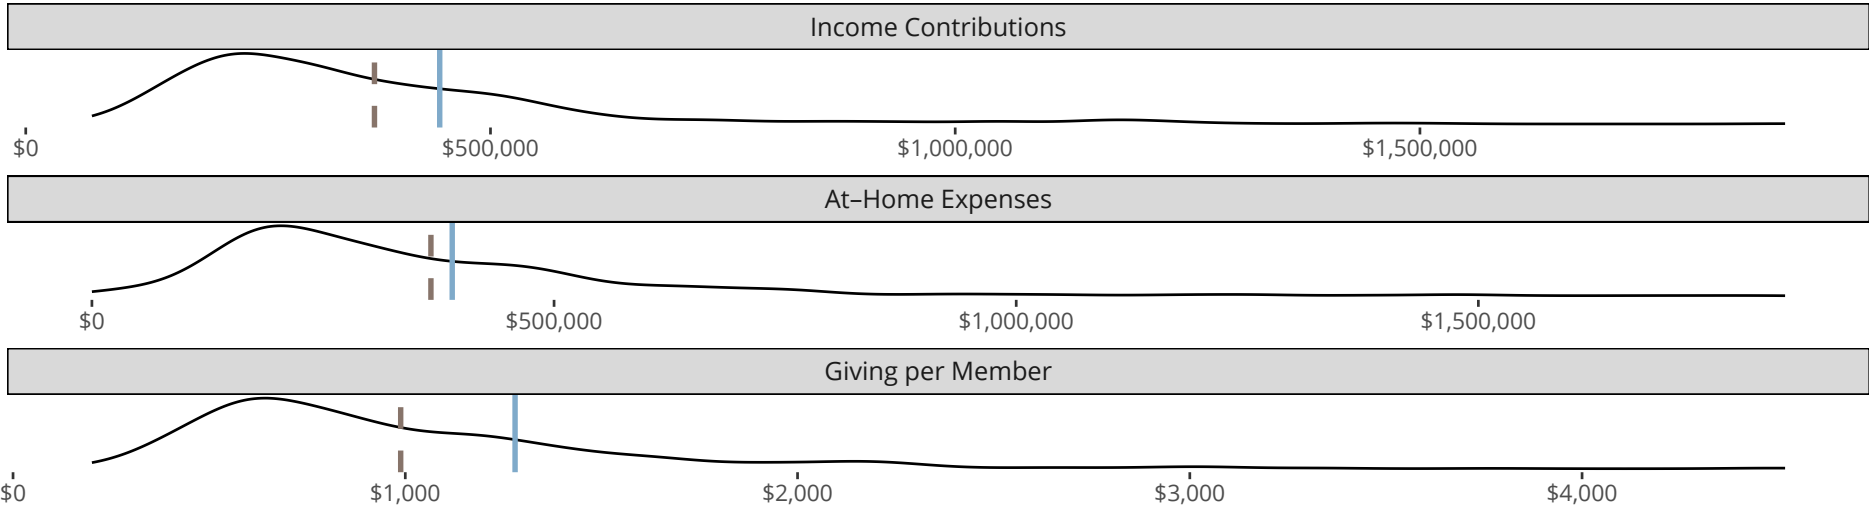 Income Contributions
$0 $500,000 $1,000,000 $1,500,000
At–Home Expenses
$0 $500,000 $1,000,000 $1,500,000
Giving per Member
$0 $1,000 $2,000 $3,000 $4,000